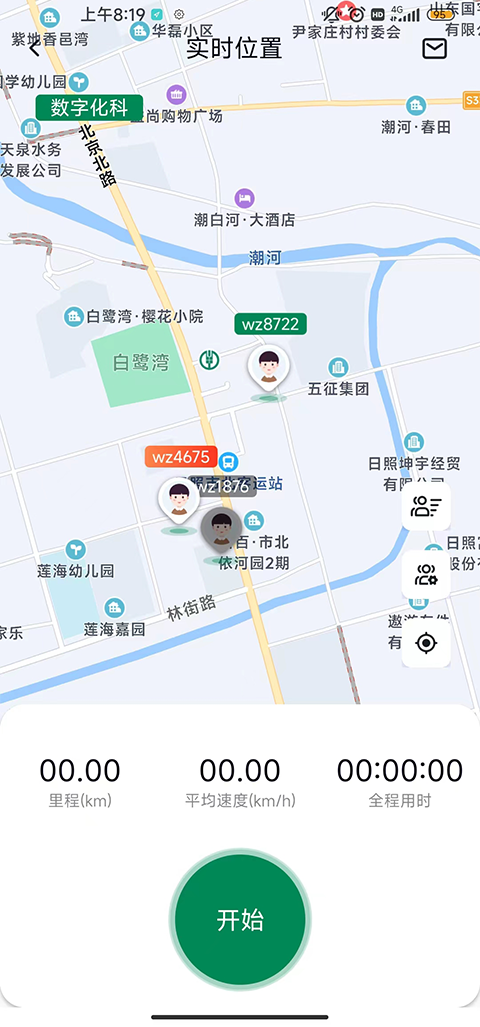 上午8:19
HD
4G
95
紫地香邑湾
华磊小区
尹家庄村村委会
实时位置
学幼儿园
数字化科
尚购物广场
S3
天泉水务
发展公司
北京北路
潮河·春田
潮白河·大酒店
潮河
白鹭湾·樱花小院
wz8722
白鹭湾
五征集团
wz4675
wz1876
日照坤宇经贸
有限公司
莲海幼儿园
百·市北
依河园2期
日照
股份有
莲海嘉园
林街路
家乐
遨游
有
00.00
00.00
00:00:00
里程(km)
平均速度(km/h)
全程用时
开始